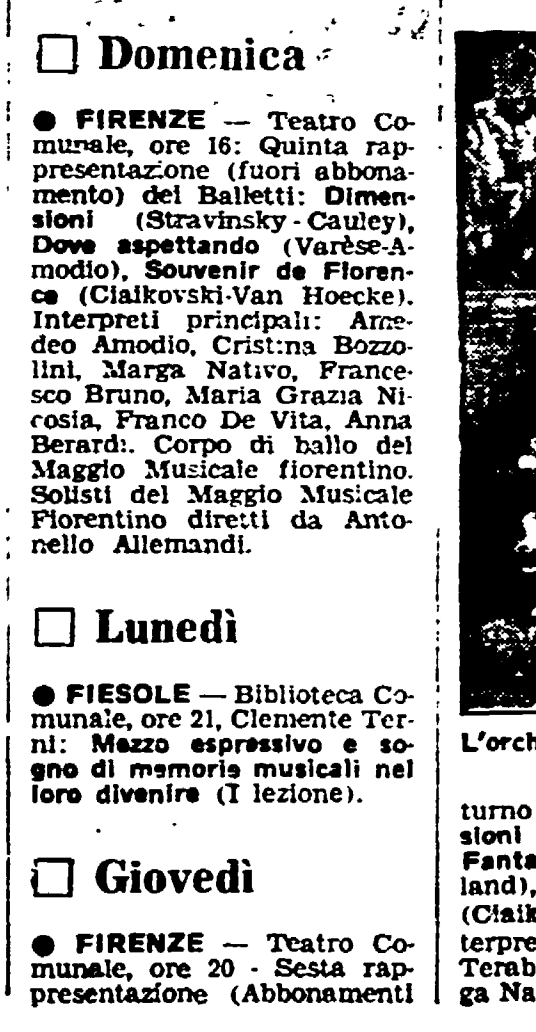 □ Domenica
● FIRENZE — Teatro Co-
munale, ore 16: Quinta rap-
presentazione (fuori abbona-
mento) dei Balletti: Dimen-
sioni (Stravinsky - Cauley),
Dove aspettando (Varèse-A-
modio), Souvenir de Floren-
ce (Ciaikovski-Van Hoecke).
Interpreti principali: Ame-
deo Amodio, Cristina Bozzo-
lini, Marga Nativo, France-
sco Bruno, Maria Grazia Ni-
cosia, Franco De Vita, Anna
Berardi. Corpo di ballo del
Maggio Musicale fiorentino.
Solisti del Maggio Musicale
Fiorentino diretti da Anto-
nello Allemandi.
□ Lunedì
● FIESOLE — Biblioteca Co-
munale, ore 21, Clemente Ter-
ni: Mezzo espressivo e so-
gno di memorie musicali nel
loro divenire (I lezione).
□ Giovedì
● FIRENZE — Teatro Co-
munale, ore 20 - Sesta rap-
presentazione (Abbonamenti
L'orch
turno
sioni
Fanta
land),
(Ciaik
terpre
Terab
ga Na